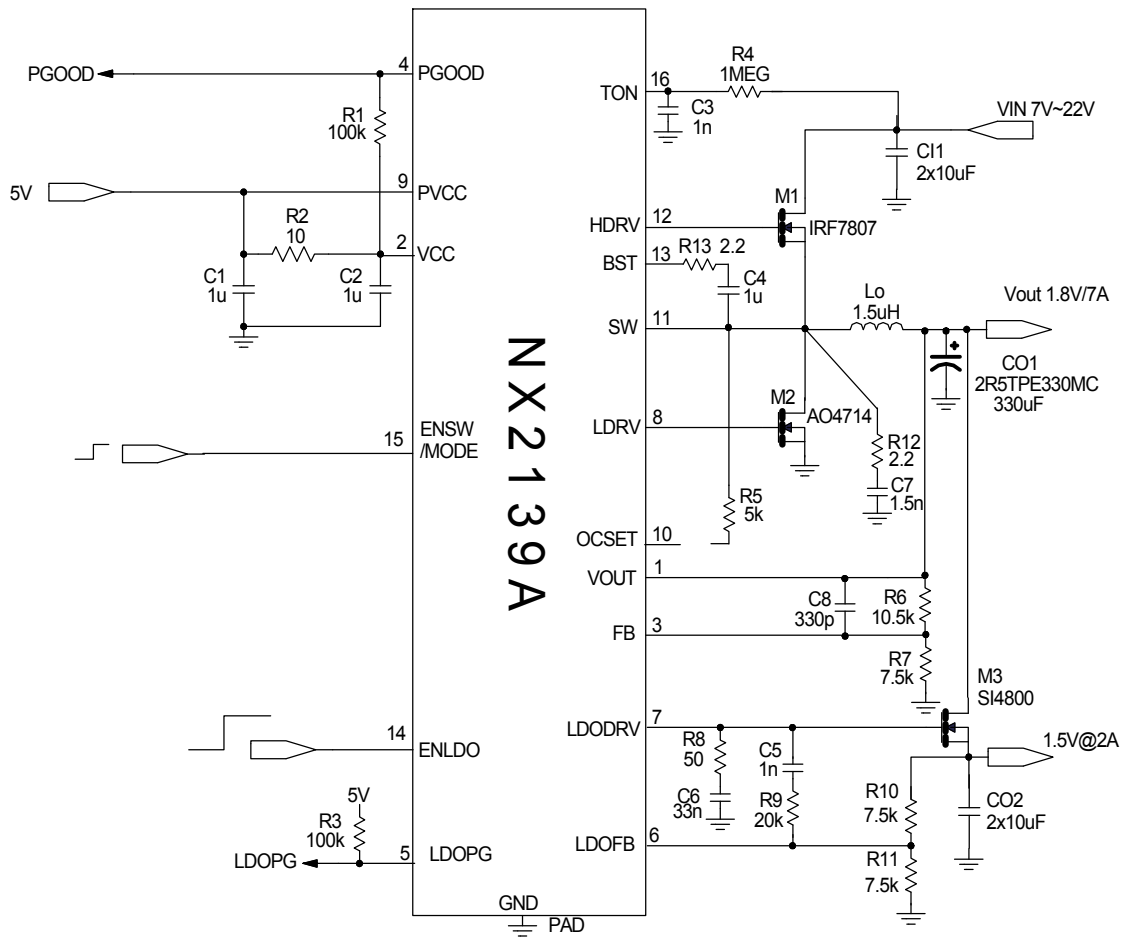 PGOOD
4
PGOOD
R1
100k
5V
9
PVCC
R2
10
2
VCC
C1
1u
C2
1u
15
ENSW
/MODE
14
ENLDO
5V
R3
100k
LDOPG
5
LDOPG
NX2139A
GND
PAD
TON
16
R4
1MEG
C3
1n
VIN 7V~22V
CI1
2x10uF
HDRV
12
M1
IRF7807
BST
13
R13 2.2
C4
1u
SW
11
Lo
1.5uH
Vout 1.8V/7A
CO1
2R5TPE330MC
330uF
LDRV
8
M2
AO4714
R12
2.2
C7
1.5n
R5
5k
OCSET
10
VOUT
1
C8
330p
R6
10.5k
FB
3
R7
7.5k
M3
SI4800
LDODRV
7
R8
50
C6
33n
C5
1n
R9
20k
1.5V@2A
R10
7.5k
CO2
2x10uF
LDOFB
6
R11
7.5k